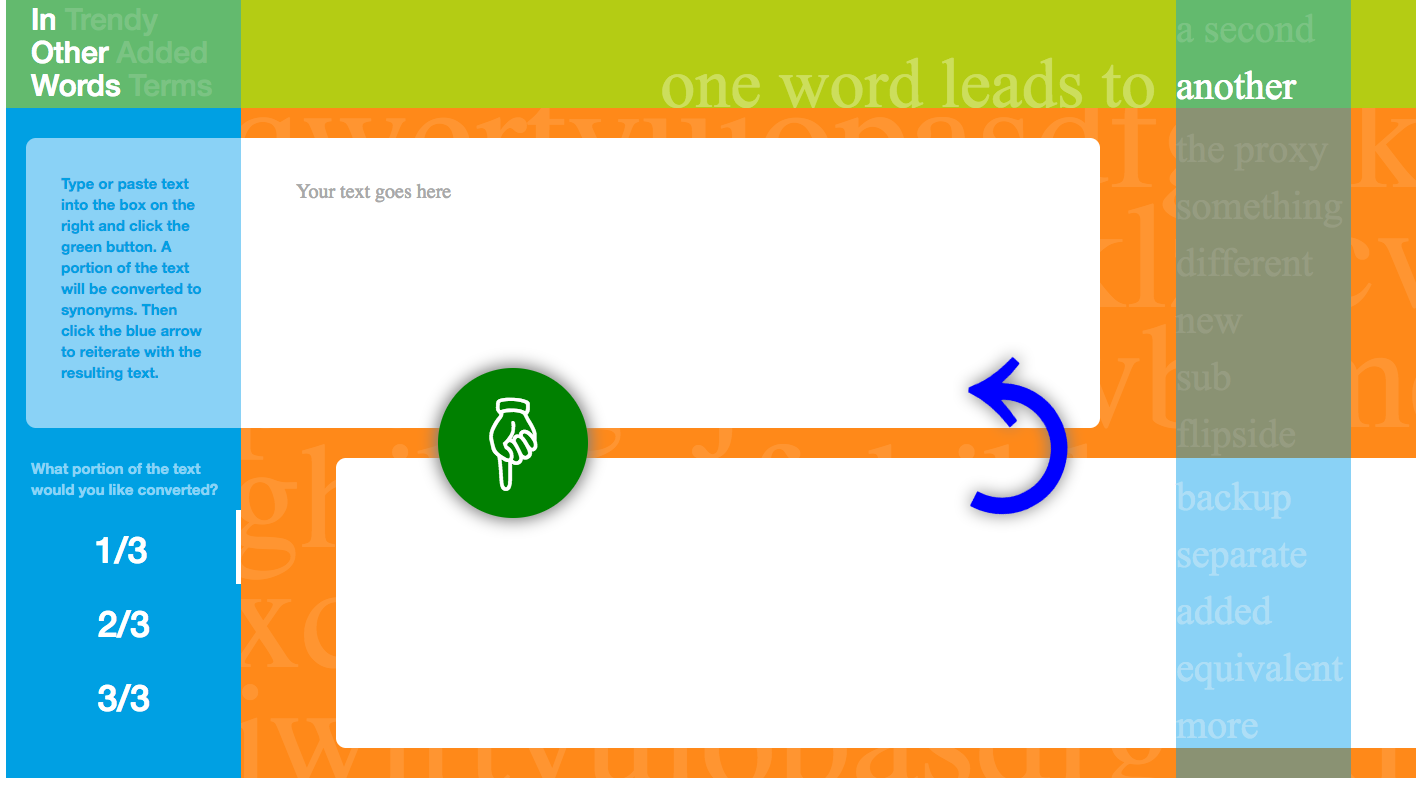 In Trendy
Other Added
Words Terms
one word leads to another
a second
the proxy
something
different
new
sub
flipside
backup
separate
added
equivalent
more
Type or paste text
into the box on the
right and click the
green button. A
portion of the text
will be converted to
synonyms. Then
click the blue arrow
to reiterate with the
resulting text.
Your text goes here
What portion of the text
would you like converted?
1/3
2/3
3/3